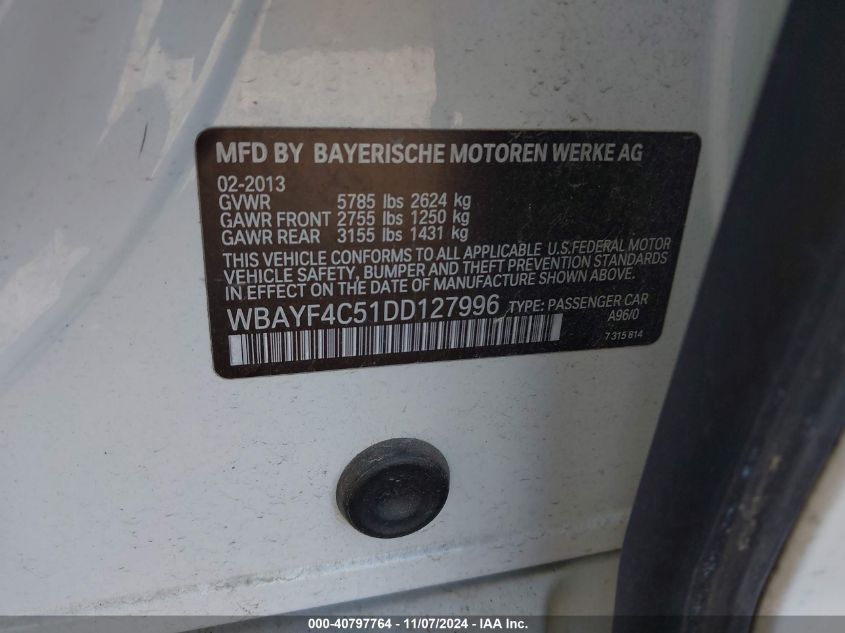 MFD BY BAYERISCHE MOTOREN WERKE AG
02-2013
GVWR 5785 lbs 2624 kg
GAWR FRONT 2755 lbs 1250 kg
GAWR REAR 3155 lbs 1431 kg
THIS VEHICLE CONFORMS TO ALL APPLICABLE U.S.FEDERAL MOTOR
VEHICLE SAFETY, BUMPER AND THEFT PREVENTION STANDARDS
IN EFFECT ON THE DATE OF MANUFACTURE SHOWN ABOVE.
WBAYF4C51DD127996 TYPE: PASSENGER CAR
A96/0
7 315 814
000-40797764 - 11/07/2024 - IAAI.COM